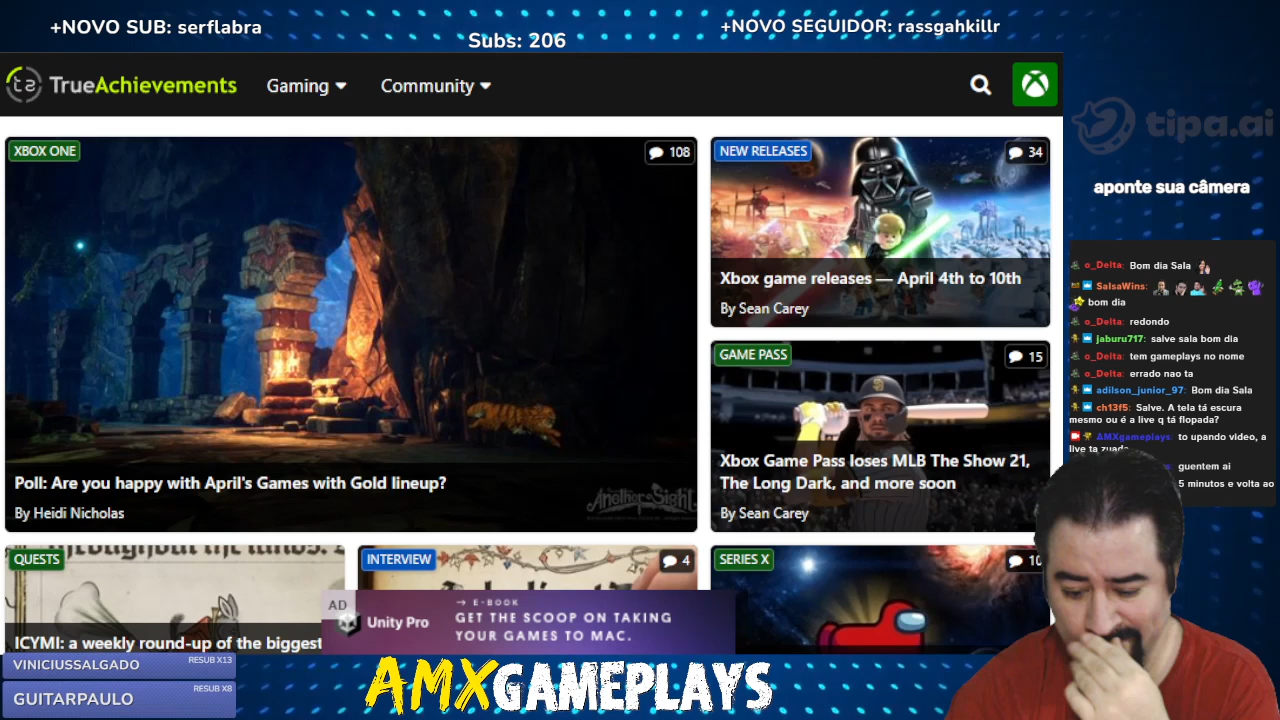 +NOVO SUB: serflabra
Subs: 206
+NOVO SEGUIDOR: rassgahkillr
ta TrueAchievements
Gaming
Community
tipa.ai
aponte sua câmera
XBOX ONE
108
Poll: Are you happy with April's Games with Gold lineup?
By Heidi Nicholas
AnotherSight
NEW RELEASES
34
Xbox game releases — April 4th to 10th
By Sean Carey
GAME PASS
15
Xbox Game Pass loses MLB The Show 21,
The Long Dark, and more soon
By Sean Carey
QUESTS
ICYMI: a weekly round-up of the biggest
INTERVIEW
4
SERIES X
10
AD
Unity Pro
→ E-BOOK
GET THE SCOOP ON TAKING
YOUR GAMES TO MAC.
o_Delta: Bom dia Sala
SalsaWins:
bom dia
o_Delta: redondo
jaburu717: salve sala bom dia
o_Delta: tem gameplays no nome
o_Delta: errado nao ta
adilson_junior_97: Bom dia Sala
ch13f5: Salve. A tela tá escura
mesmo ou é a live q tá flopada?
AMXgameplays: to upando video, a
live ta zuada
guentem ai
5 minutos e volta ao
VINICIUSSALGADO
RESUB X13
GUITARPAULO
RESUB X8
AMXGAMEPLAYS